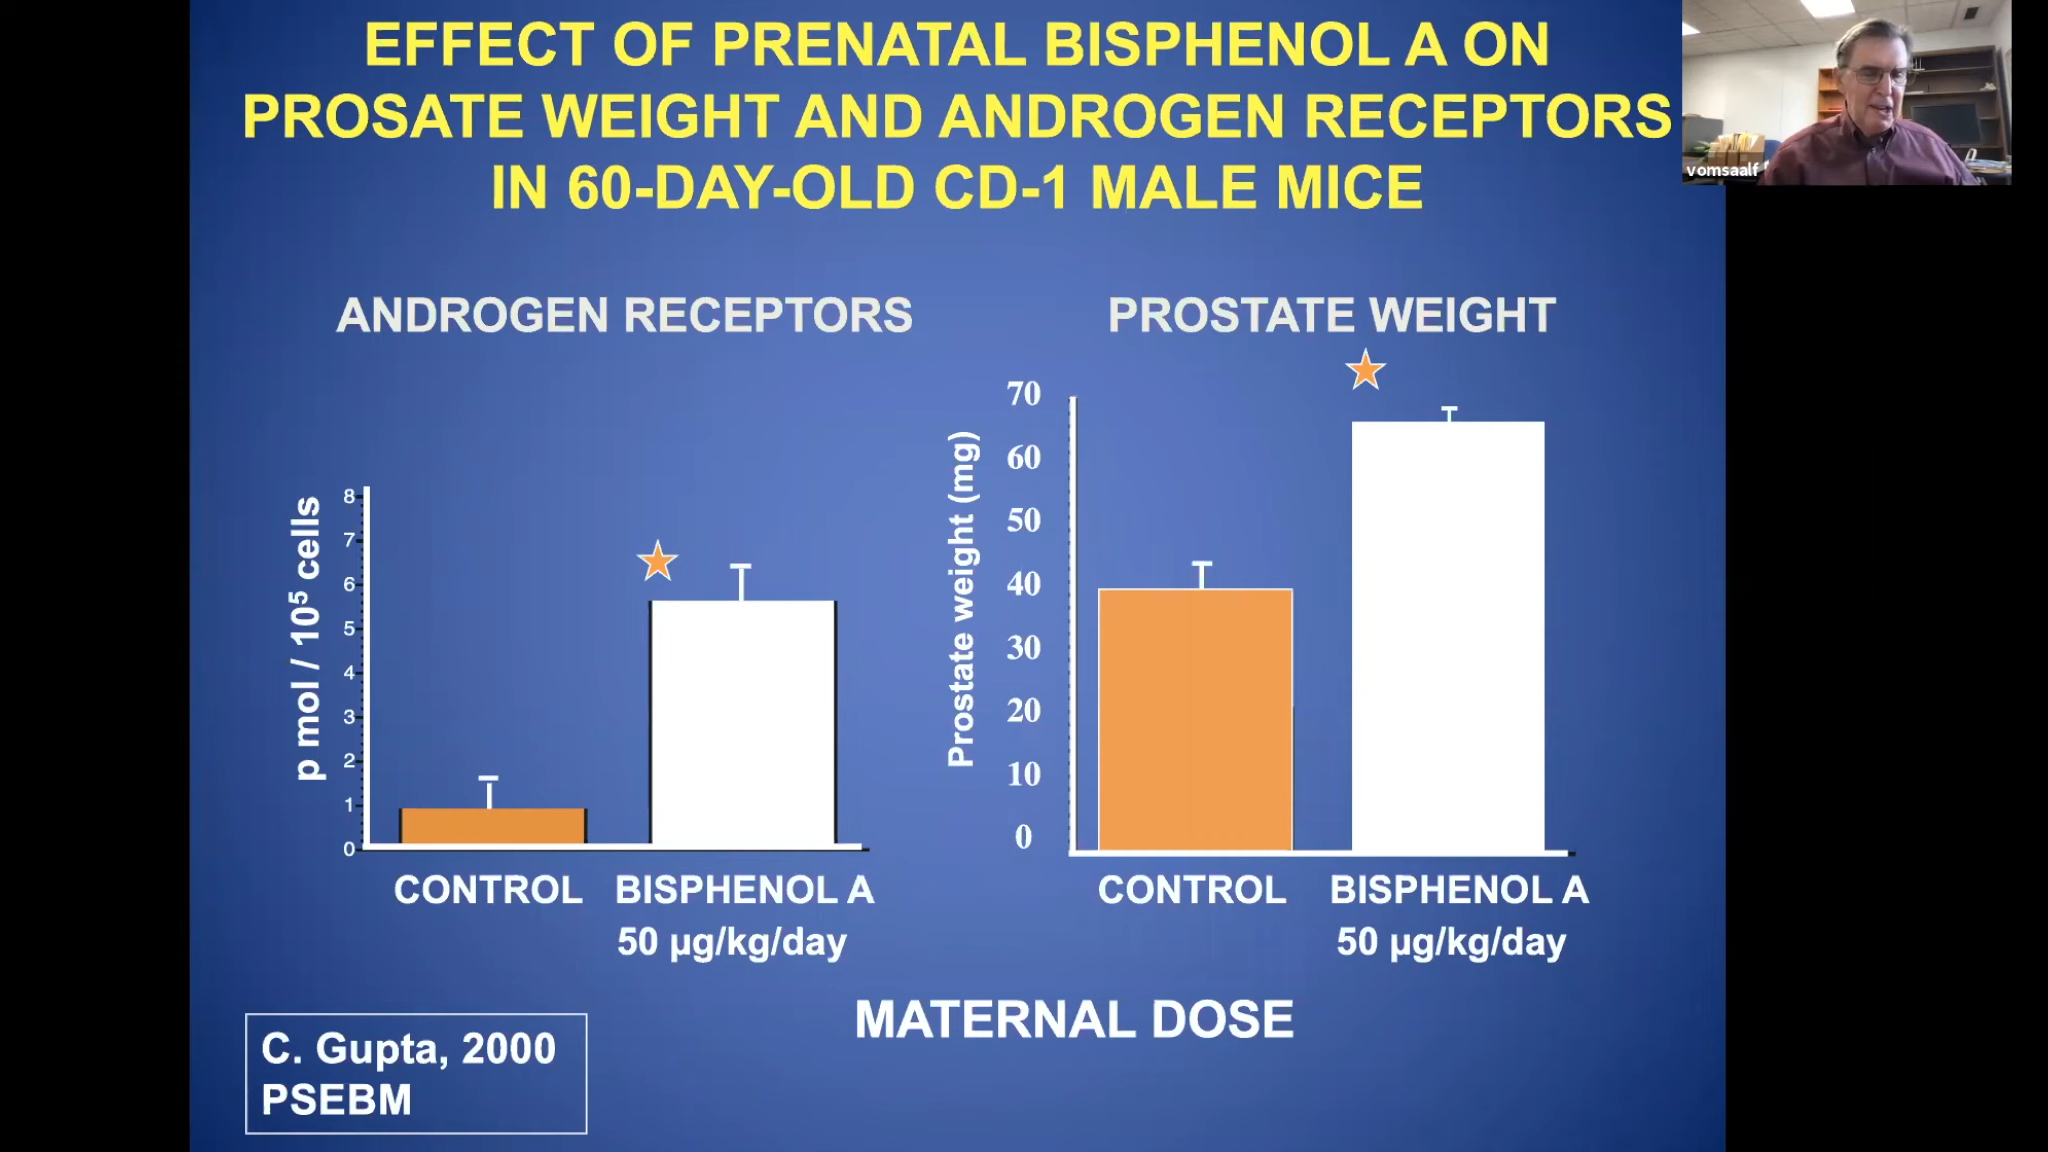 EFFECT OF PRENATAL BISPHENOL A ON
PROSATE WEIGHT AND ANDROGEN RECEPTORS
IN 60-DAY-OLD CD-1 MALE MICE
vomsaalf
ANDROGEN RECEPTORS
p mol / 10⁵ cells
8
7
6
5
4
3
2
1
0
CONTROL
BISPHENOL A
50 µg/kg/day
PROSTATE WEIGHT
Prostate weight (mg)
70
60
50
40
30
20
10
0
CONTROL
BISPHENOL A
50 µg/kg/day
MATERNAL DOSE
C. Gupta, 2000
PSEBM